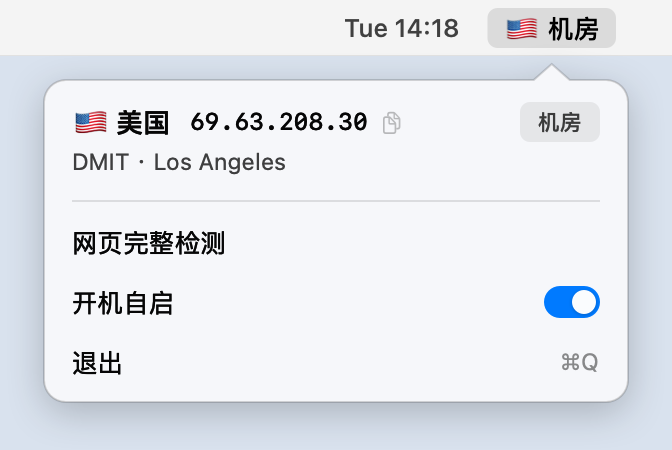 Tue 14:18 🇺🇸 机房
🇺🇸 美国 69.63.208.30 机房
DMIT · Los Angeles
网页完整检测
开机自启
退出 ⌘Q